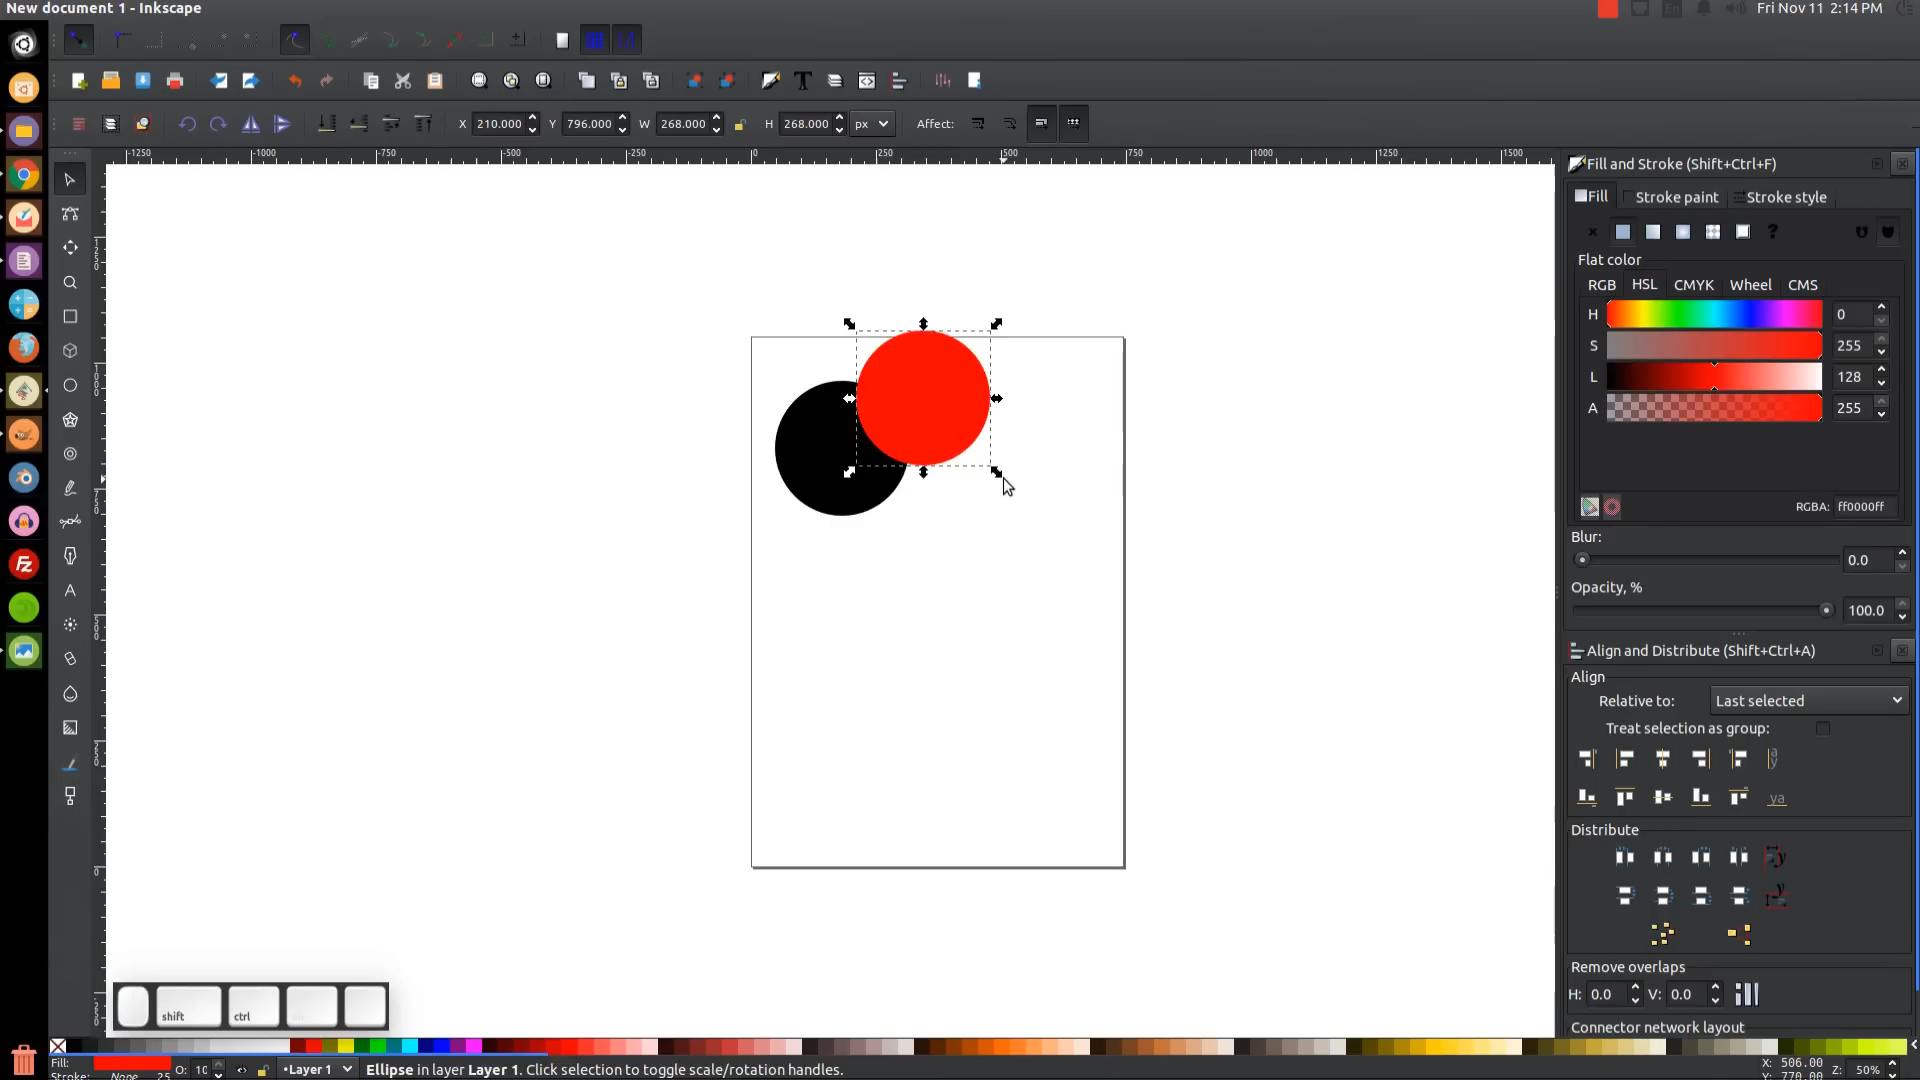 New document 1 - Inkscape
En
Fri Nov 11 2:14 PM
X 210.000 Y 796.000 W 268.000 H 268.000 px Affect:
-1250 -1000 -750 -500 -250 0 250 500 750 1000 1250 1500
Fill and Stroke (Shift+Ctrl+F)
Fill Stroke paint Stroke style
?
Flat color
RGB HSL CMYK Wheel CMS
H 0
S 255
L 128
A 255
RGBA: ff0000ff
Blur:
0.0
Opacity, %
100.0
Align and Distribute (Shift+Ctrl+A)
Align
Relative to: Last selected
Treat selection as group:
Distribute
Remove overlaps
H: 0.0 V: 0.0
Connector network layout
shift ctrl
Fill:
Stroke: None 25 O: 10 •Layer 1 Ellipse in layer Layer 1. Click selection to toggle scale/rotation handles.
X: 506.00
Y: 770.00 Z: 50%